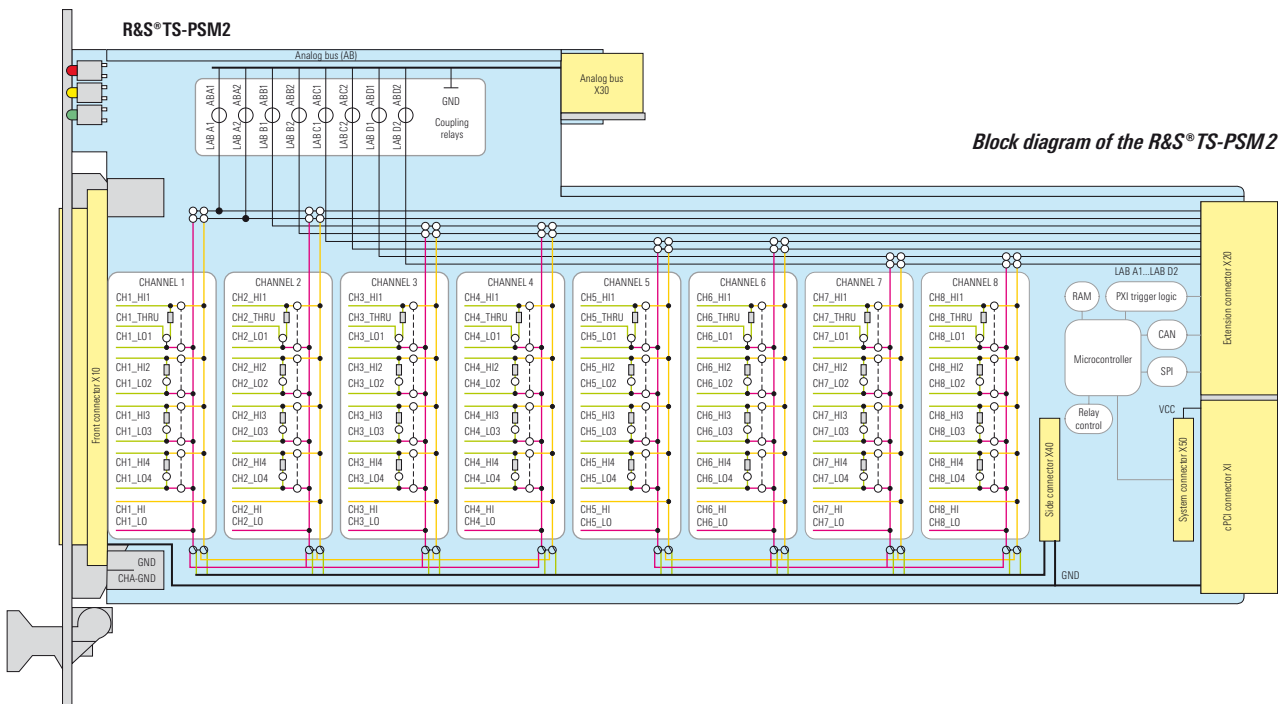 R&S®TS-PSM2
Analog bus (AB)
Analog bus
X30
ABA1
ABA2
ABB1
ABB2
ABC1
ABC2
ABD1
ABD2
LAB A1
LAB A2
LAB B1
LAB B2
LAB C1
LAB C2
LAB D1
LAB D2
GND
Coupling
relays
Block diagram of the R&S®TS-PSM2
Front connector X10
CHANNEL 1
CH1_HI1
CH1_THRU
CH1_LO1
CH1_HI2
CH1_LO2
CH1_HI3
CH1_LO3
CH1_HI4
CH1_LO4
CH1_HI
CH1_LO
CHANNEL 2
CH2_HI1
CH2_THRU
CH2_LO1
CH2_HI2
CH2_LO2
CH2_HI3
CH2_LO3
CH2_HI4
CH2_LO4
CH2_HI
CH2_LO
CHANNEL 3
CH3_HI1
CH3_THRU
CH3_LO1
CH3_HI2
CH3_LO2
CH3_HI3
CH3_LO3
CH3_HI4
CH3_LO4
CH3_HI
CH3_LO
CHANNEL 4
CH4_HI1
CH4_THRU
CH4_LO1
CH4_HI2
CH4_LO2
CH4_HI3
CH4_LO3
CH4_HI4
CH4_LO4
CH4_HI
CH4_LO
CHANNEL 5
CH5_HI1
CH5_THRU
CH5_LO1
CH5_HI2
CH5_LO2
CH5_HI3
CH5_LO3
CH5_HI4
CH5_LO4
CH5_HI
CH5_LO
CHANNEL 6
CH6_HI1
CH6_THRU
CH6_LO1
CH6_HI2
CH6_LO2
CH6_HI3
CH6_LO3
CH6_HI4
CH6_LO4
CH6_HI
CH6_LO
CHANNEL 7
CH7_HI1
CH7_THRU
CH7_LO1
CH7_HI2
CH7_LO2
CH7_HI3
CH7_LO3
CH7_HI4
CH7_LO4
CH7_HI
CH7_LO
CHANNEL 8
CH8_HI1
CH8_THRU
CH8_LO1
CH8_HI2
CH8_LO2
CH8_HI3
CH8_LO3
CH8_HI4
CH8_LO4
CH8_HI
CH8_LO
LAB A1...LAB D2
RAM
PXI trigger logic
CAN
Microcontroller
SPI
Relay
control
VCC
Extension connector X20
Side connector X40
System connector X50
cPCI connector XI
GND
CHA-GND
GND